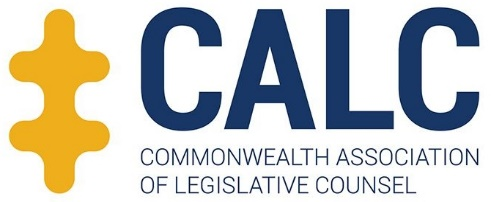 CALC
COMMONWEALTH ASSOCIATION
OF LEGISLATIVE COUNSEL